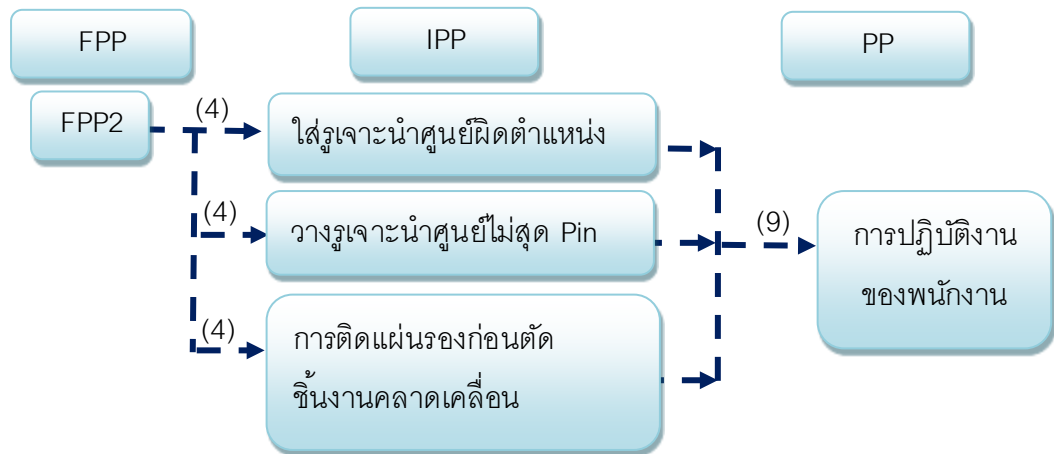 FPP
IPP
PP
FPP2
(4)
ใส่รูเจาะนำศูนย์ผิดตำแหน่ง
(4)
วางรูเจาะนำศูนย์ไม่สุด Pin
(9)
การปฏิบัติงาน
ของพนักงาน
(4)
การติดแผ่นรองก่อนตัด
ชิ้นงานคลาดเคลื่อน